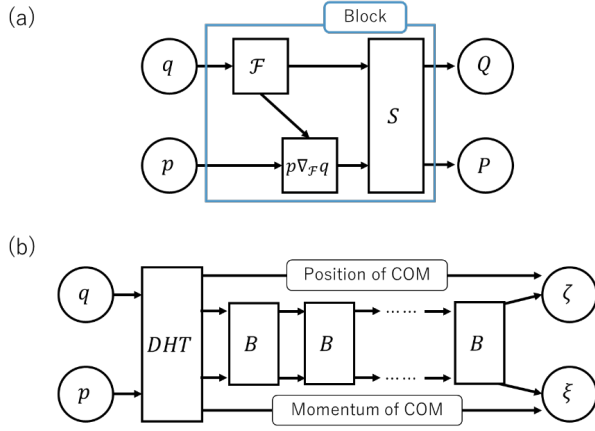 (a)
Block
q
ℱ
Q
S
p
p∇ℱq
P
(b)
Position of COM
q
ζ
DHT
B
B
......
B
......
p
ξ
Momentum of COM